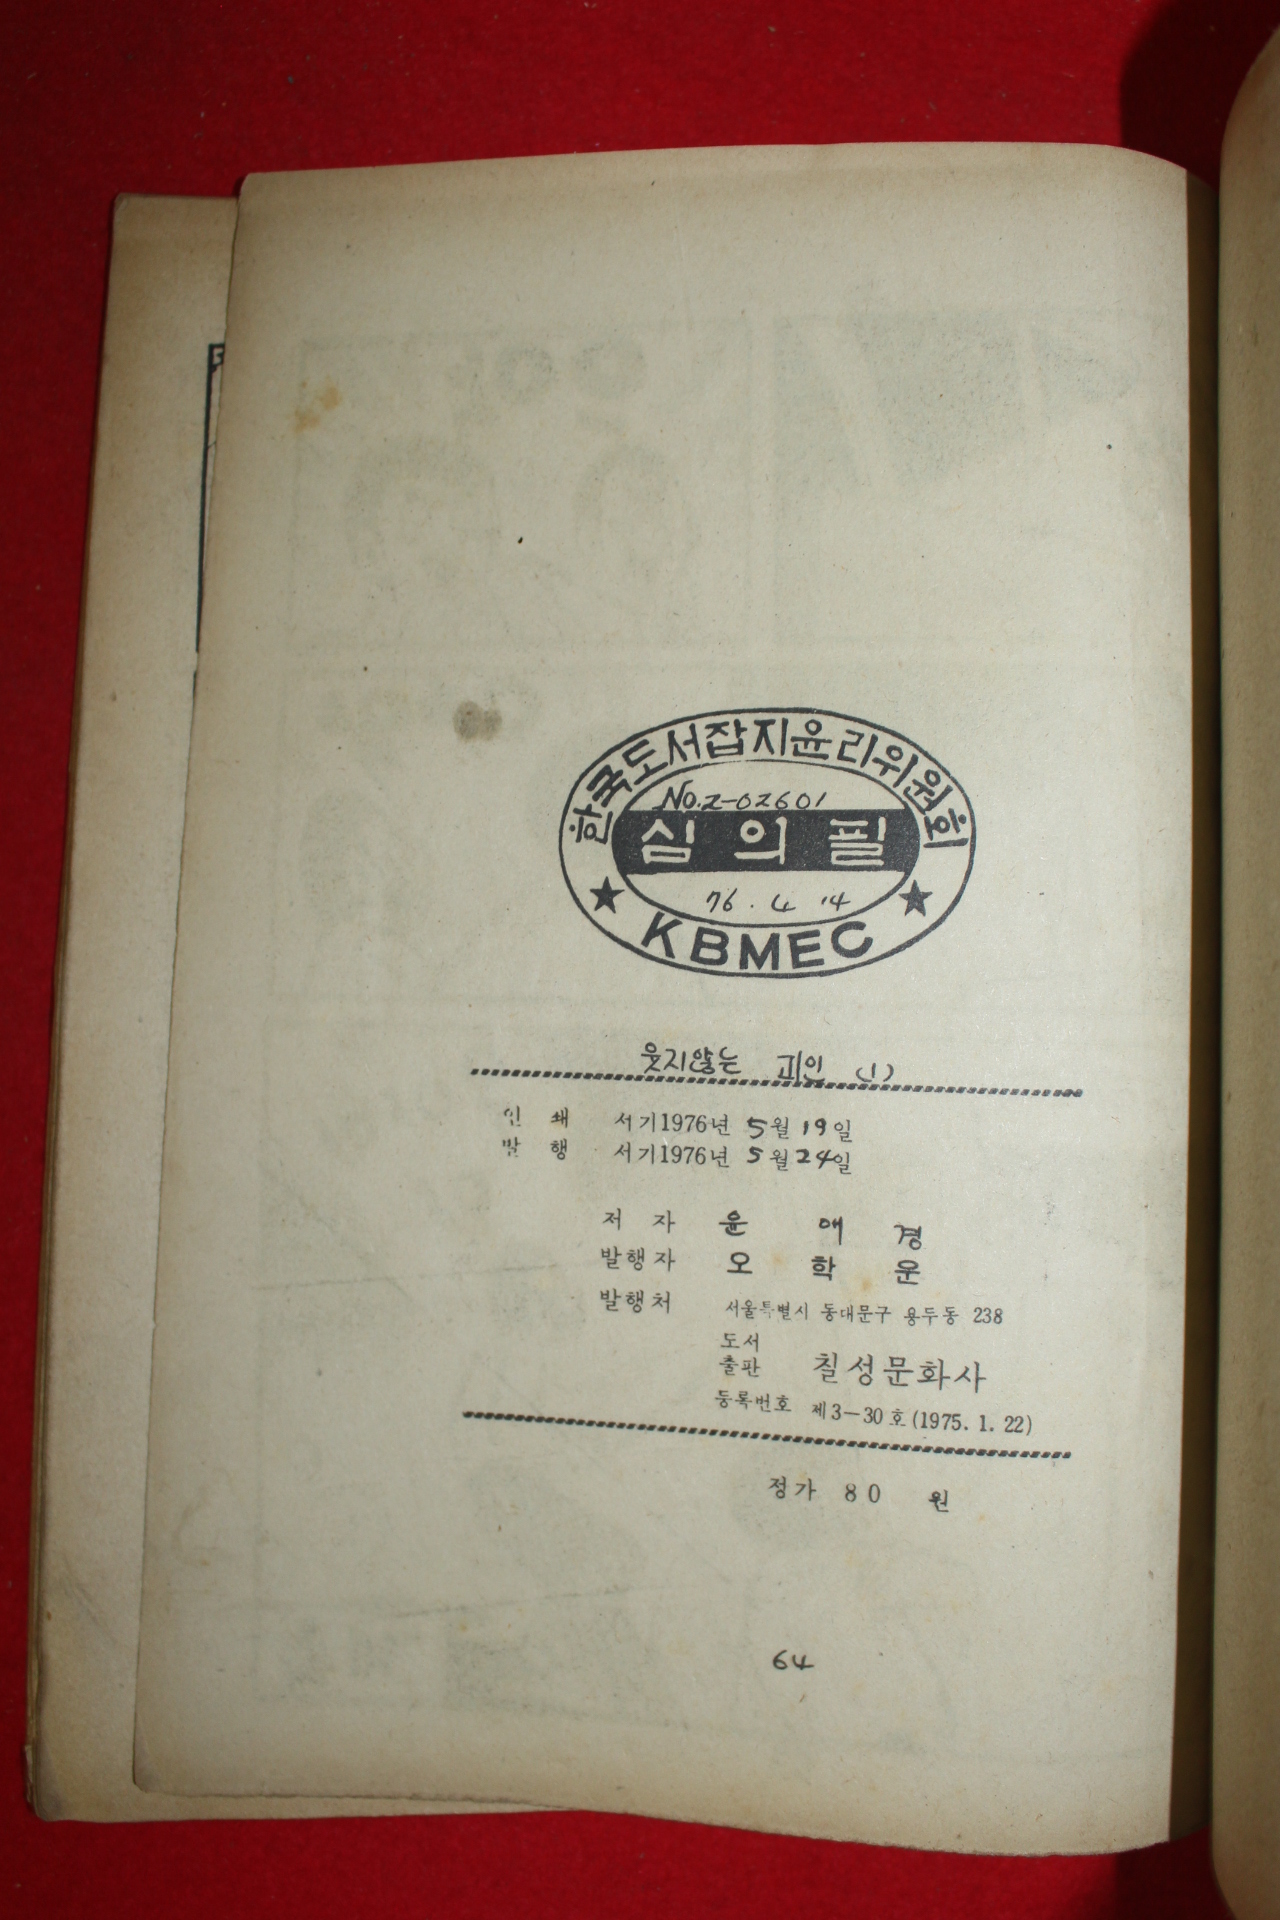 한국도서잡지윤리위원회
No.2-02601
심의필
76. 4. 14
★ ★
KBMEC
웃지않는 괴인 (1)
인 쇄 서기1976년 5월 19일
발 행 서기1976년 5월 24일
저 자 윤 애 경
발행자 오 학 운
발행처 서울특별시 동대문구 용두동 238
도서
출판 칠성문화사
등록번호 제3-30호(1975. 1. 22)
정가 80 원
64